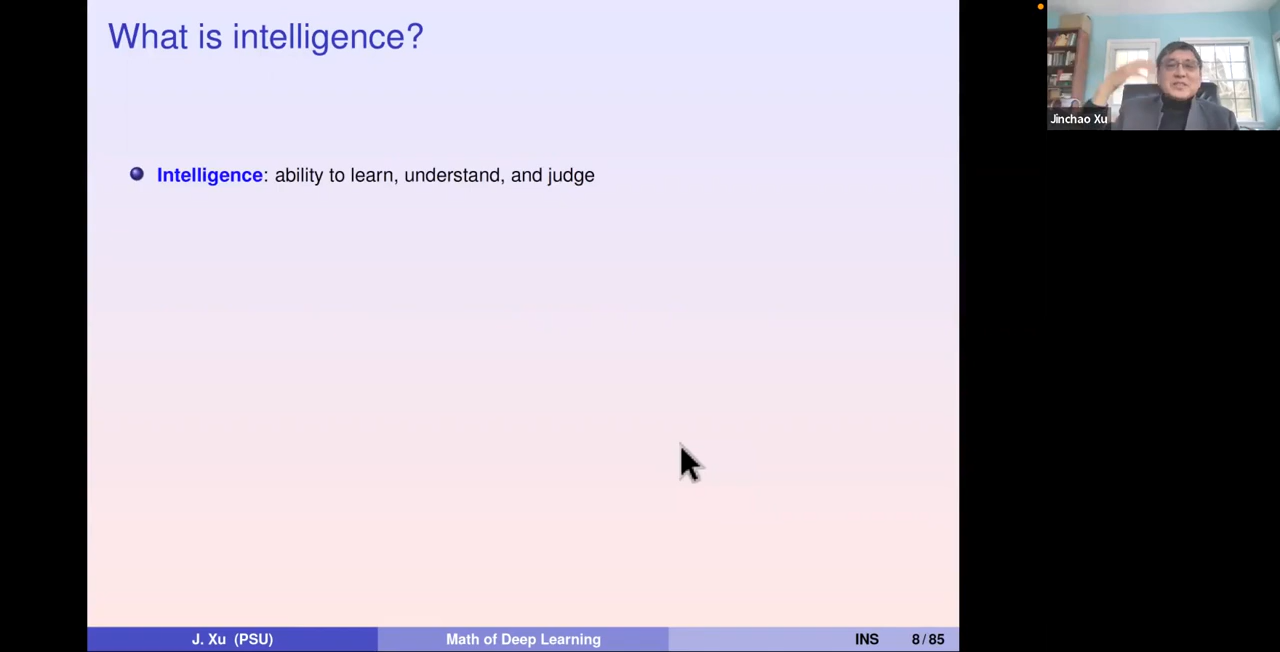 What is intelligence?
Jinchao Xu
Intelligence: ability to learn, understand, and judge
J. Xu (PSU) Math of Deep Learning INS 8 / 85